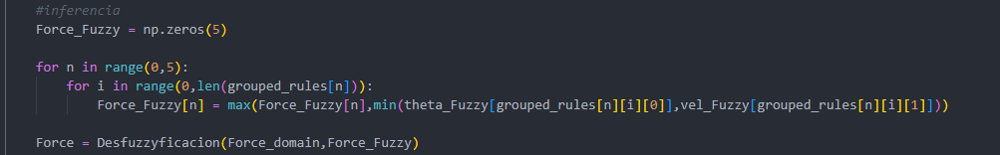 #inferencia
Force_Fuzzy = np.zeros(5)
for n in range(0,5):
for i in range(0,len(grouped_rules[n])):
Force_Fuzzy[n] = max(Force_Fuzzy[n],min(theta_Fuzzy[grouped_rules[n][i][0]],vel_Fuzzy[grouped_rules[n][i][1]]))
Force = Desfuzzyficacion(Force_domain,Force_Fuzzy)